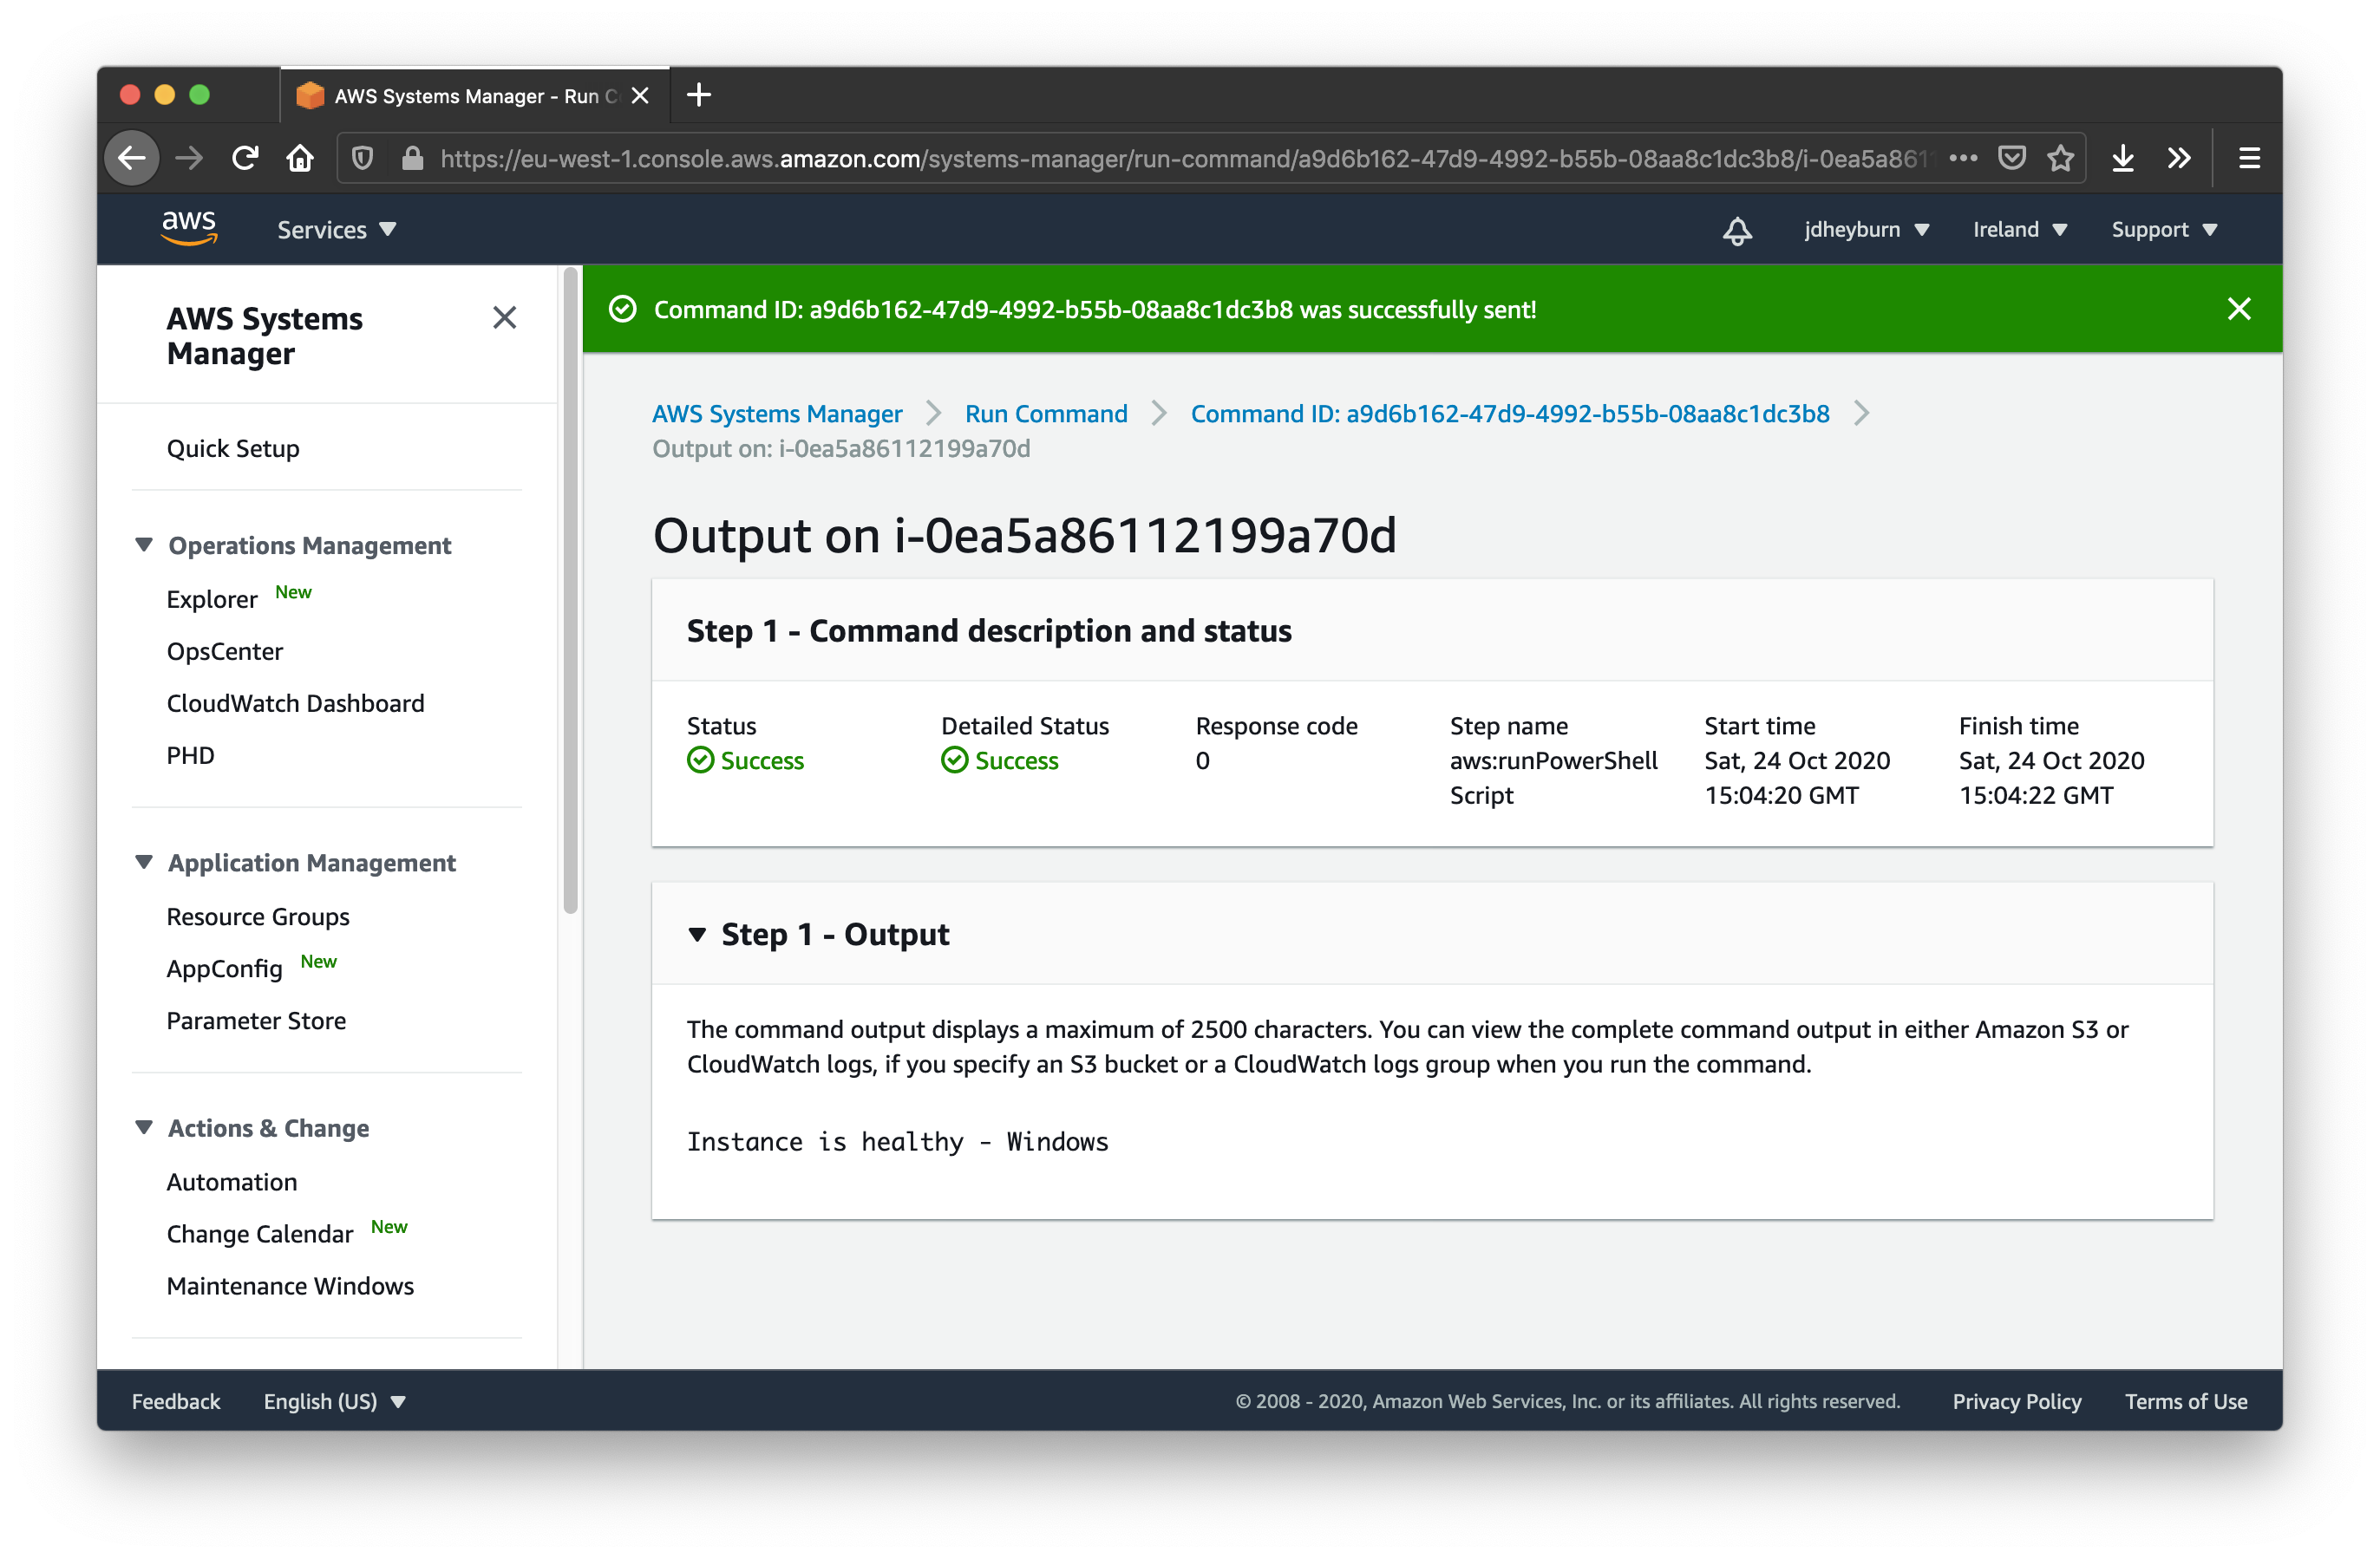 AWS Systems Manager - Run C
https://eu-west-1.console.aws.amazon.com/systems-manager/run-command/a9d6b162-47d9-4992-b55b-08aa8c1dc3b8/i-0ea5a861
aws
Services
jdheyburn
Ireland
Support
AWS Systems
Manager
Quick Setup
Operations Management
Explorer New
OpsCenter
CloudWatch Dashboard
PHD
Application Management
Resource Groups
AppConfig New
Parameter Store
Actions & Change
Automation
Change Calendar New
Maintenance Windows
Command ID: a9d6b162-47d9-4992-b55b-08aa8c1dc3b8 was successfully sent!
AWS Systems Manager > Run Command > Command ID: a9d6b162-47d9-4992-b55b-08aa8c1dc3b8 >
Output on: i-0ea5a86112199a70d
Output on i-0ea5a86112199a70d
Step 1 - Command description and status
Status
Success
Detailed Status
Success
Response code
0
Step name
aws:runPowerShell
Script
Start time
Sat, 24 Oct 2020
15:04:20 GMT
Finish time
Sat, 24 Oct 2020
15:04:22 GMT
Step 1 - Output
The command output displays a maximum of 2500 characters. You can view the complete command output in either Amazon S3 or
CloudWatch logs, if you specify an S3 bucket or a CloudWatch logs group when you run the command.
Instance is healthy - Windows
Feedback
English (US)
© 2008 - 2020, Amazon Web Services, Inc. or its affiliates. All rights reserved.
Privacy Policy
Terms of Use